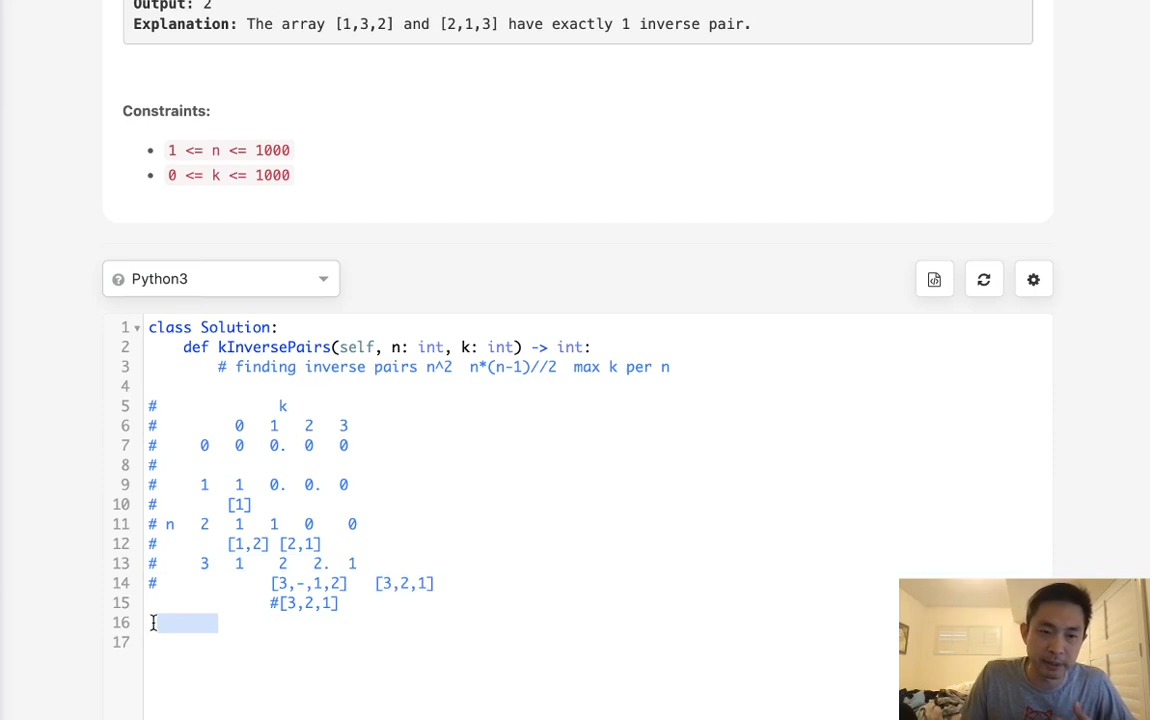 Output: 2
Explanation: The array [1,3,2] and [2,1,3] have exactly 1 inverse pair.
Constraints:
• 1 <= n <= 1000
• 0 <= k <= 1000
Python3
1 class Solution:
2 def kInversePairs(self, n: int, k: int) -> int:
3 # finding inverse pairs n^2 n*(n-1)//2 max k per n
4
5 # k
6 # 0 1 2 3
7 # 0 0 0. 0 0
8 #
9 # 1 1 0. 0. 0
10 # [1]
11 # n 2 1 1 0 0
12 # [1,2] [2,1]
13 # 3 1 2 2. 1
14 # [3,-,1,2] [3,2,1]
15 #[3,2,1]
16
17